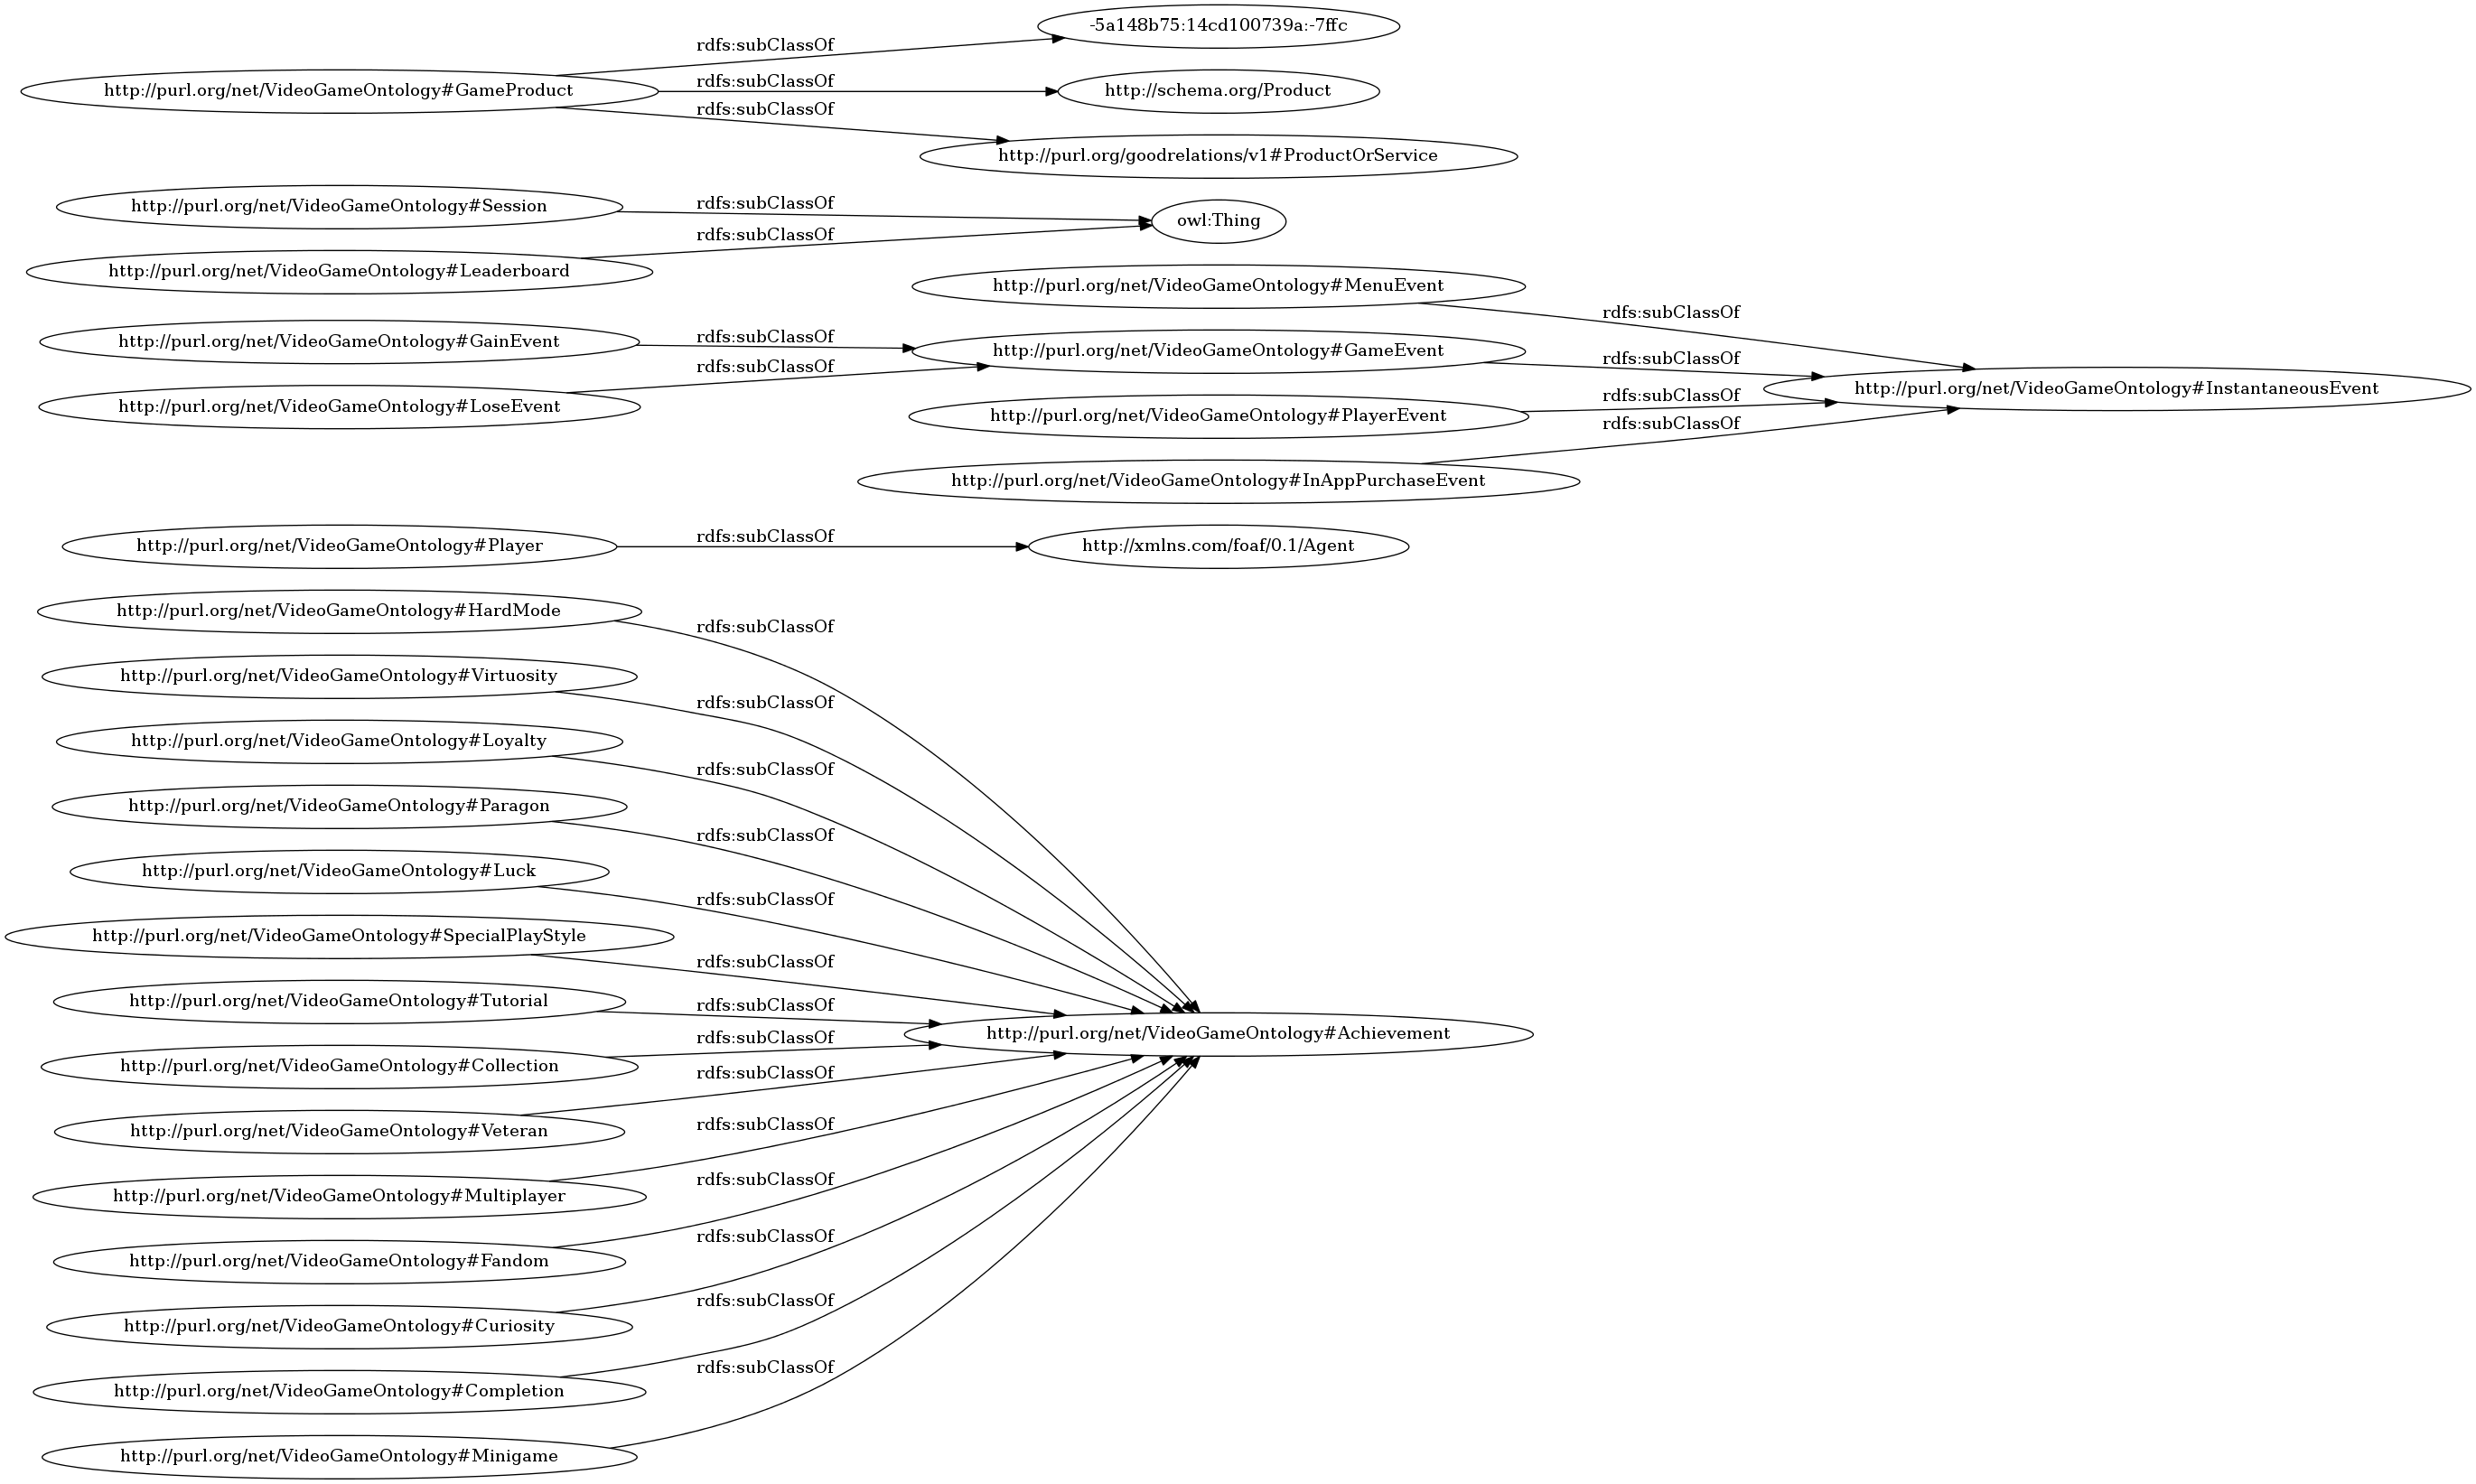 -5a148b75:14cd100739a:-7ffc
rdfs:subClassOf
http://purl.org/net/VideoGameOntology#GameProduct
rdfs:subClassOf
http://schema.org/Product
rdfs:subClassOf
http://purl.org/goodrelations/v1#ProductOrService
http://purl.org/net/VideoGameOntology#Session
rdfs:subClassOf
owl:Thing
rdfs:subClassOf
http://purl.org/net/VideoGameOntology#Leaderboard
http://purl.org/net/VideoGameOntology#MenuEvent
rdfs:subClassOf
http://purl.org/net/VideoGameOntology#GainEvent
rdfs:subClassOf
http://purl.org/net/VideoGameOntology#GameEvent
rdfs:subClassOf
rdfs:subClassOf
http://purl.org/net/VideoGameOntology#InstantaneousEvent
http://purl.org/net/VideoGameOntology#LoseEvent
http://purl.org/net/VideoGameOntology#PlayerEvent
rdfs:subClassOf
rdfs:subClassOf
http://purl.org/net/VideoGameOntology#InAppPurchaseEvent
http://purl.org/net/VideoGameOntology#Player
rdfs:subClassOf
http://xmlns.com/foaf/0.1/Agent
http://purl.org/net/VideoGameOntology#HardMode
rdfs:subClassOf
http://purl.org/net/VideoGameOntology#Virtuosity
rdfs:subClassOf
http://purl.org/net/VideoGameOntology#Loyalty
rdfs:subClassOf
http://purl.org/net/VideoGameOntology#Paragon
rdfs:subClassOf
http://purl.org/net/VideoGameOntology#Luck
rdfs:subClassOf
http://purl.org/net/VideoGameOntology#SpecialPlayStyle
rdfs:subClassOf
http://purl.org/net/VideoGameOntology#Tutorial
rdfs:subClassOf
http://purl.org/net/VideoGameOntology#Achievement
rdfs:subClassOf
http://purl.org/net/VideoGameOntology#Collection
rdfs:subClassOf
http://purl.org/net/VideoGameOntology#Veteran
rdfs:subClassOf
http://purl.org/net/VideoGameOntology#Multiplayer
rdfs:subClassOf
http://purl.org/net/VideoGameOntology#Fandom
rdfs:subClassOf
http://purl.org/net/VideoGameOntology#Curiosity
rdfs:subClassOf
http://purl.org/net/VideoGameOntology#Completion
rdfs:subClassOf
http://purl.org/net/VideoGameOntology#Minigame